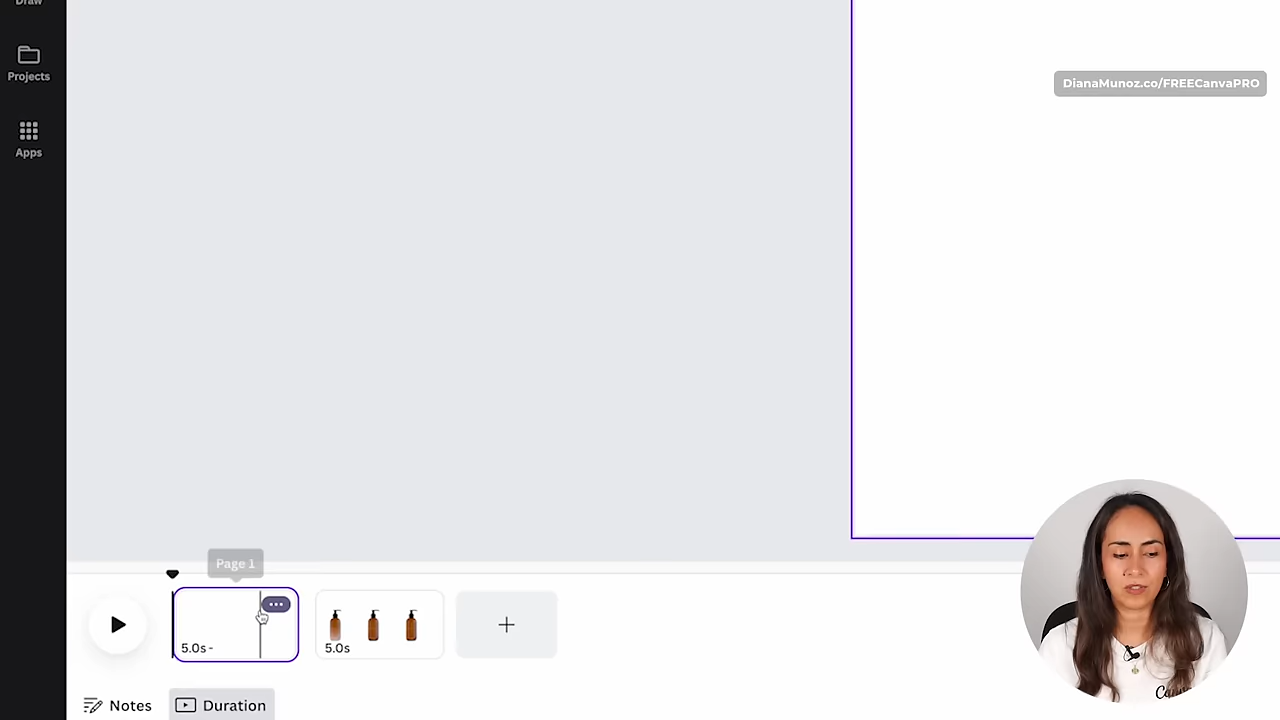 Draw
Projects
Apps
DianaMunoz.co/FREECanvaPRO
Page 1
5.0s-
5.0s
Notes
Duration